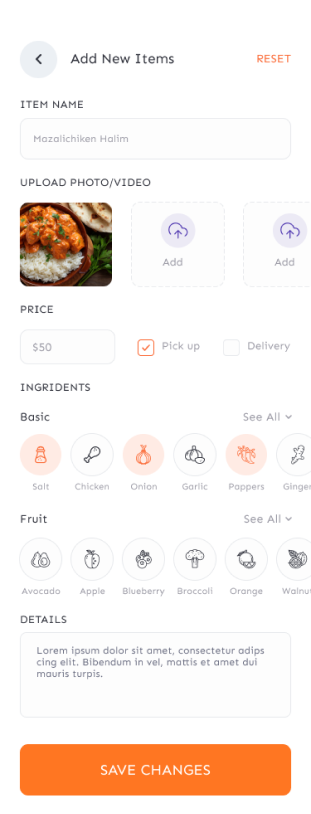 Add New Items
RESET
ITEM NAME
Mazalichiken Halim
UPLOAD PHOTO/VIDEO
Add
Add
PRICE
$50
Pick up
Delivery
INGRIDENTS
Basic
See All
Salt
Chicken
Onion
Garlic
Pappers
Ginger
Fruit
See All
Avocado
Apple
Blueberry
Broccoli
Orange
Walnut
DETAILS
Lorem ipsum dolor sit amet, consectetur adips
cing elit. Bibendum in vel, mattis et amet dui
mauris turpis.
SAVE CHANGES